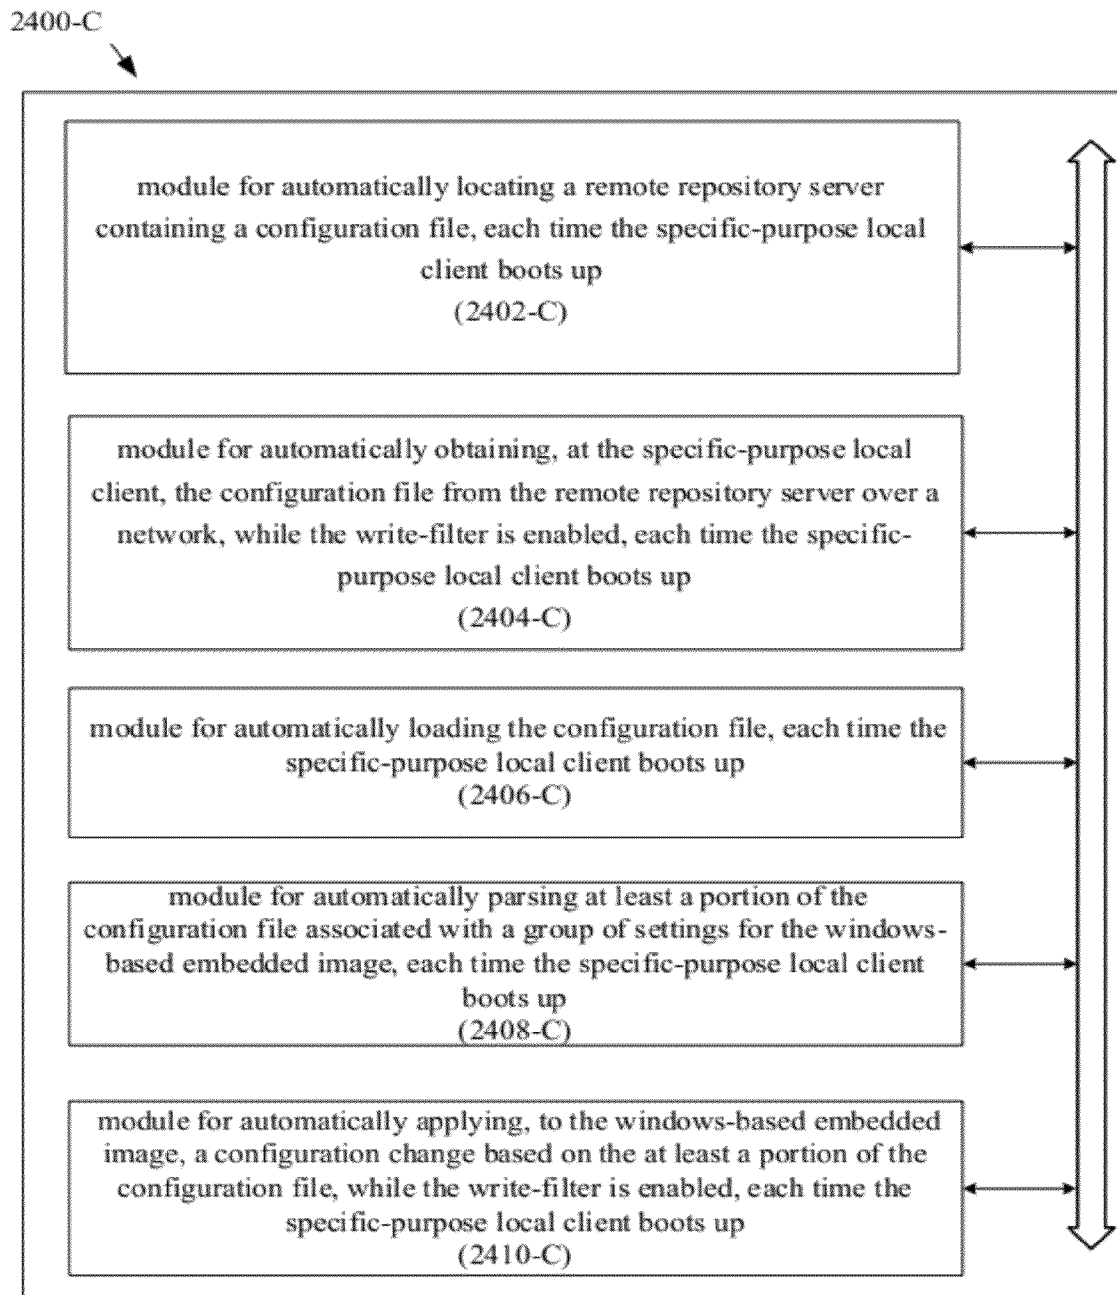 2400-C
module for automatically locating a remote repository server
containing a configuration file, each time the specific-purpose local
client boots up
(2402-C)
module for automatically obtaining, at the specific-purpose local
client, the configuration file from the remote repository server over a
network, while the write-filter is enabled, each time the specific-
purpose local client boots up
(2404-C)
module for automatically loading the configuration file, each time the
specific-purpose local client boots up
(2406-C)
module for automatically parsing at least a portion of the
configuration file associated with a group of settings for the windows-
based embedded image, each time the specific-purpose local client
boots up
(2408-C)
module for automatically applying, to the windows-based embedded
image, a configuration change based on the at least a portion of the
configuration file, while the write-filter is enabled, each time the
specific-purpose local client boots up
(2410-C)